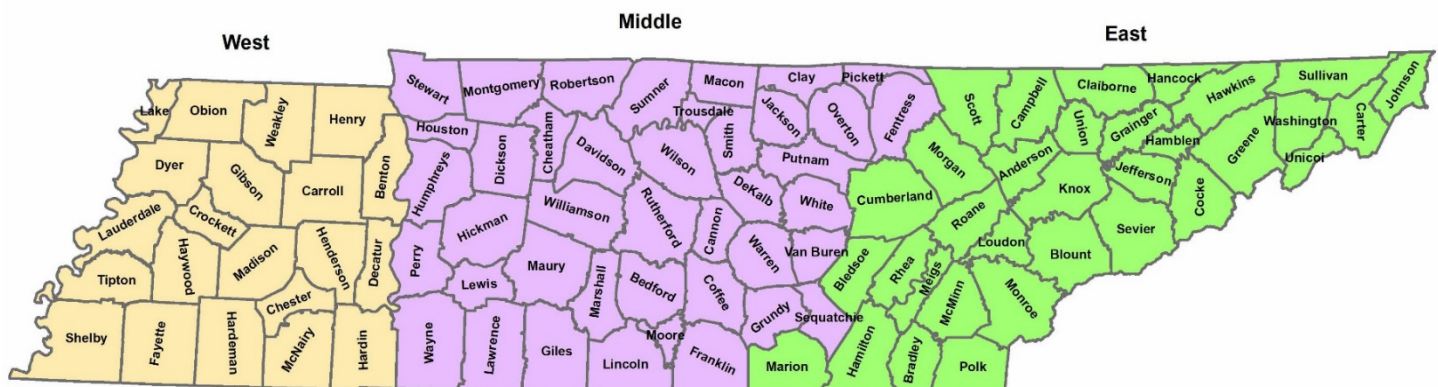 Middle
West
East
Lake
Obion
Weakley
Henry
Dyer
Gibson
Carroll
Benton
Lauderdale
Crockett
Haywood
Madison
Henderson
Decatur
Tipton
Chester
Shelby
Fayette
Hardeman
McNairy
Hardin
Stewart
Montgomery
Robertson
Sumner
Macon
Clay
Pickett
Trousdale
Smith
Jackson
Overton
Fentress
Houston
Humphreys
Dickson
Cheatham
Davidson
Wilson
Putnam
DeKalb
White
Hickman
Williamson
Rutherford
Cannon
Warren
Van Buren
Perry
Lewis
Maury
Marshall
Bedford
Coffee
Grundy
Sequatchie
Wayne
Lawrence
Giles
Lincoln
Moore
Franklin
Scott
Campbell
Claiborne
Hancock
Hawkins
Sullivan
Johnson
Carter
Washington
Unicoi
Greene
Hamblen
Grainger
Union
Anderson
Morgan
Cumberland
Knox
Jefferson
Cocke
Sevier
Roane
Loudon
Blount
Bledsoe
Rhea
Meigs
McMinn
Monroe
Marion
Hamilton
Bradley
Polk